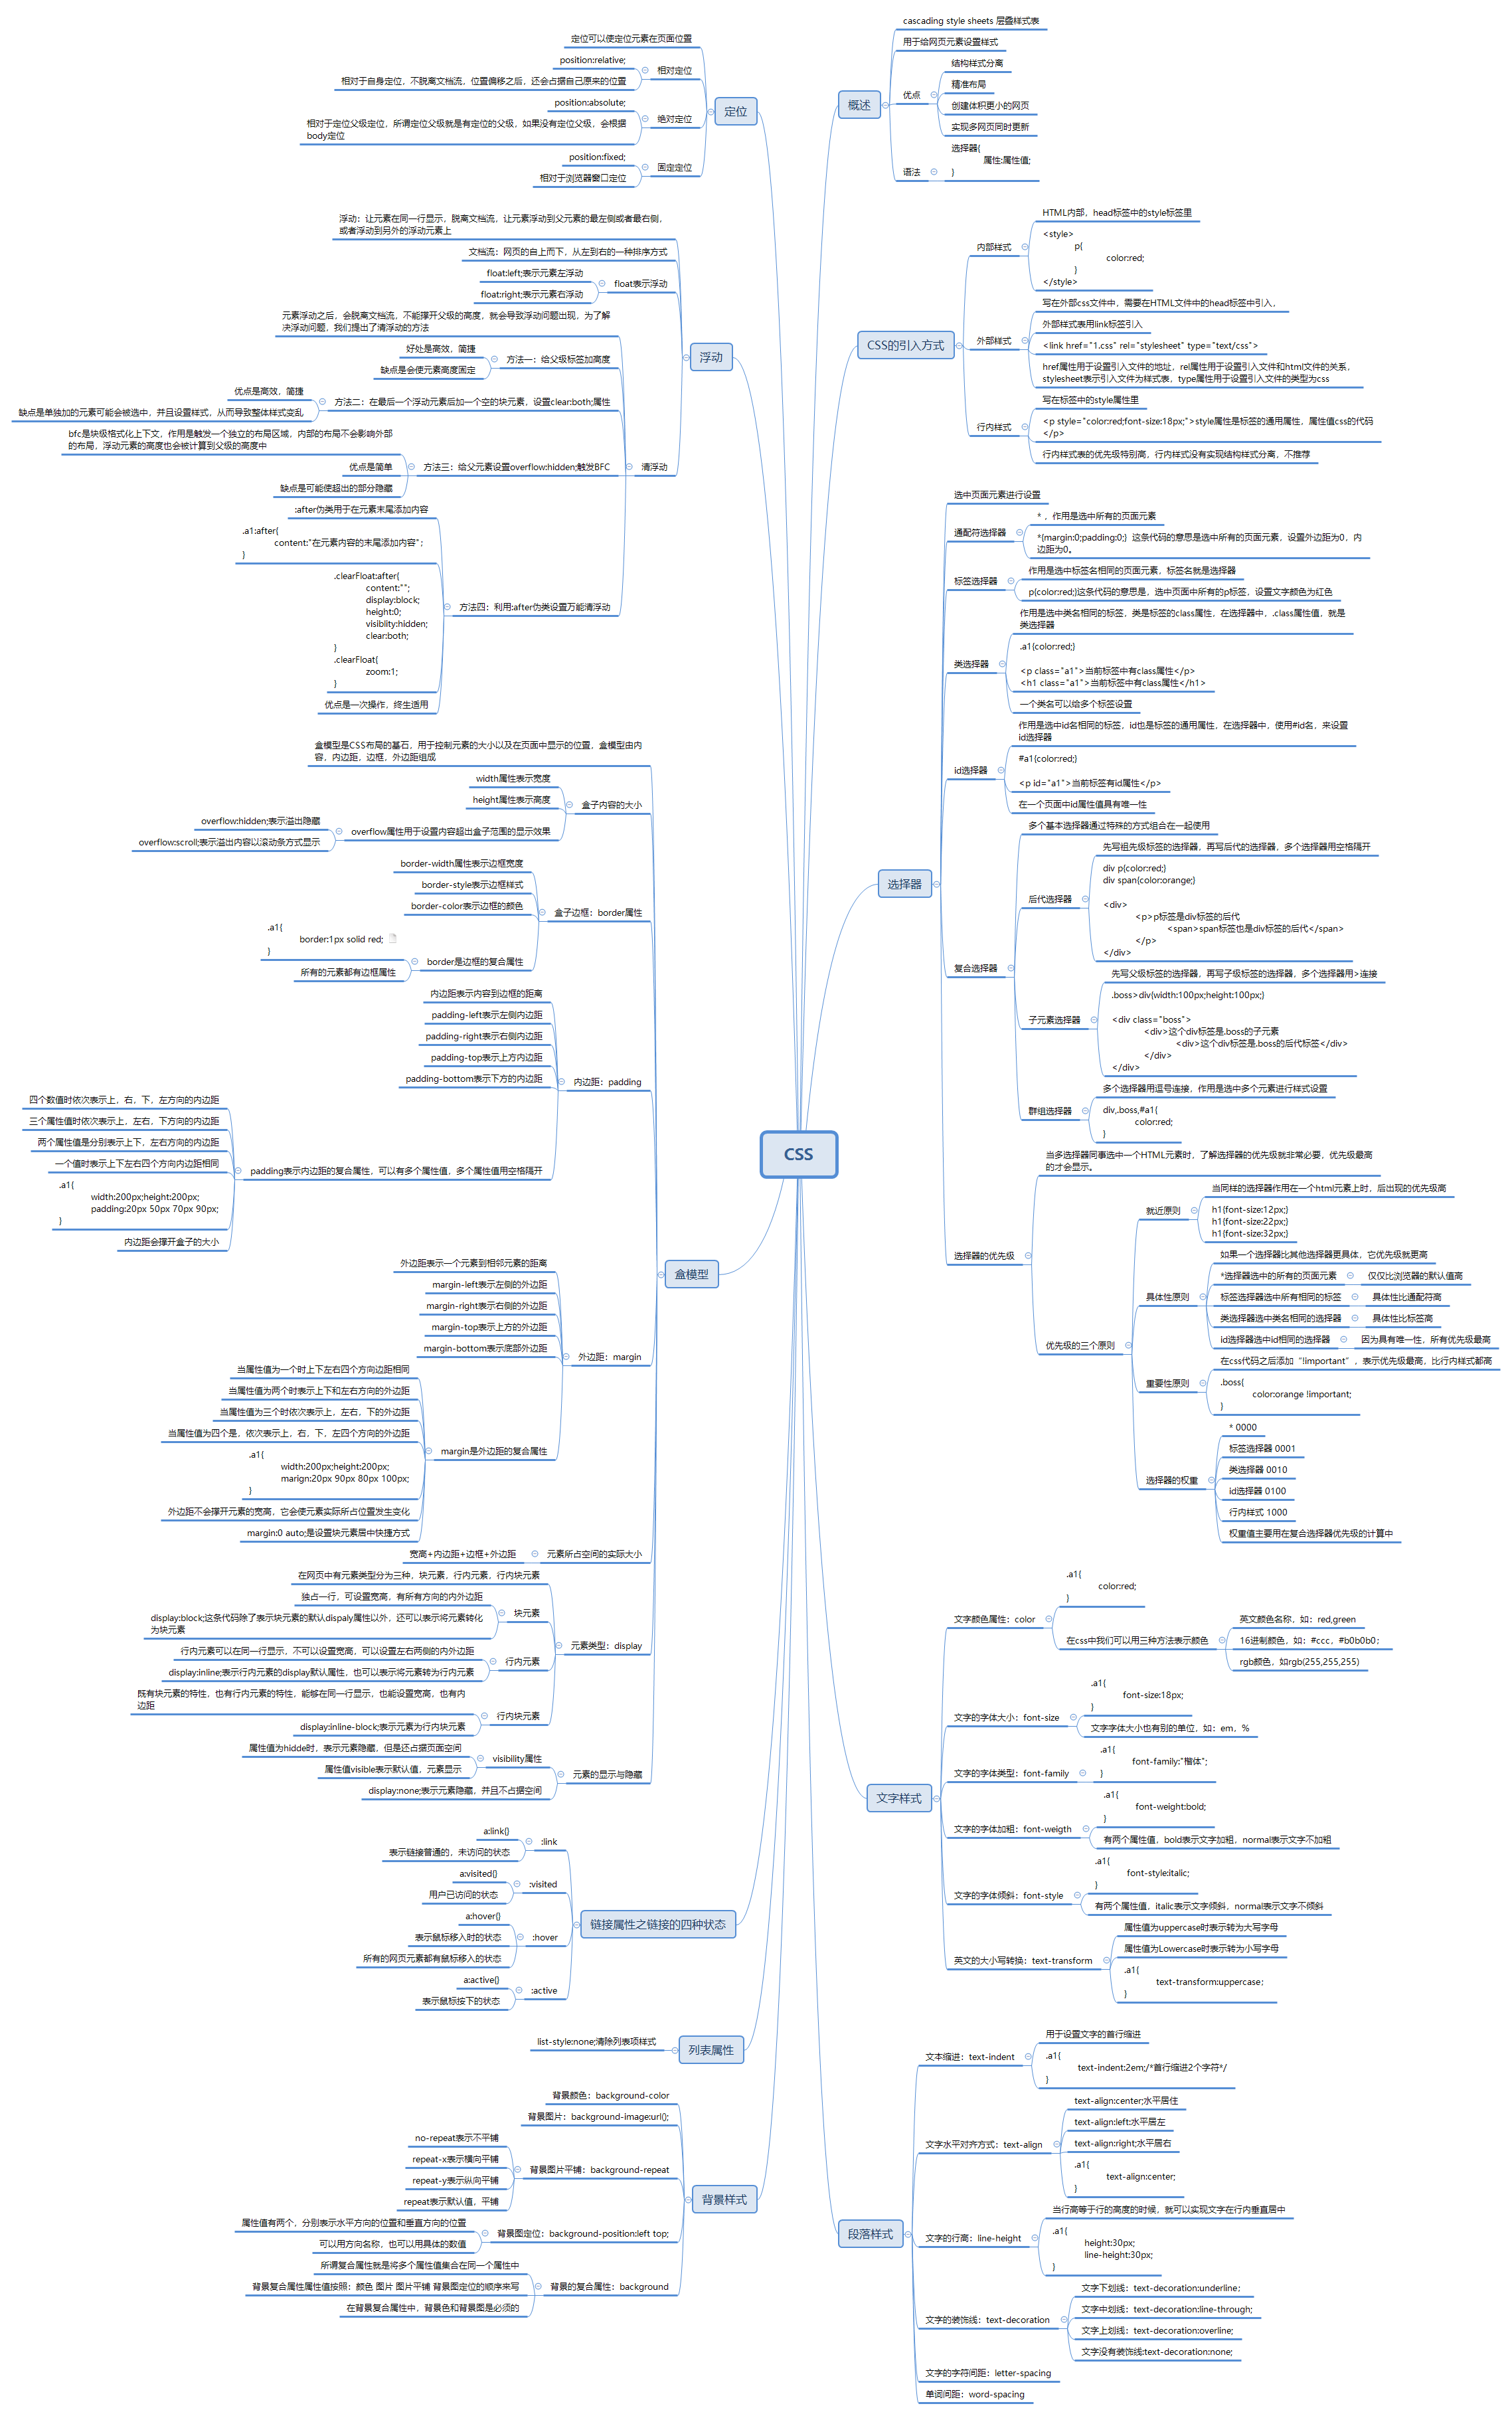 CSS
概述
cascading style sheets 层叠样式表
用于给网页元素设置样式
优点
结构样式分离
精准布局
创建体积更小的网页
实现多网页同时更新
语法
选择器{
属性:属性值;
}
CSS的引入方式
内部样式
HTML内部，head标签中的style标签里
<style>
p{
color:red;
}
</style>
外部样式
写在外部css文件中，需要在HTML文件中的head标签中引入，
外部样式表用link标签引入
<link href="1.css" rel="stylesheet" type="text/css">
href属性用于设置引入文件的地址，rel属性用于设置引入文件和html文件的关系，
stylesheet表示引入文件为样式表，type属性用于设置引入文件的类型为css
行内样式
写在标签中的style属性里
<p style="color:red;font-size:18px;">style属性是标签的通用属性，属性值css的代码
</p>
行内样式表的优先级特别高，行内样式没有实现结构样式分离，不推荐
选择器
选中页面元素进行设置
通配符选择器
* ，作用是选中所有的页面元素
*{margin:0;padding:0;} 这条代码的意思是选中所有的页面元素，设置外边距为0，内
边距为0。
标签选择器
作用是选中标签名相同的页面元素，标签名就是选择器
p{color:red;}这条代码的意思是，选中页面中所有的p标签，设置文字颜色为红色
类选择器
作用是选中类名相同的标签，类是标签的class属性，在选择器中，.class属性值，就是
类选择器
.a1{color:red;}
<p class="a1">当前标签中有class属性</p>
<h1 class="a1">当前标签中有class属性</h1>
一个类名可以给多个标签设置
id选择器
作用是选中id名相同的标签，id也是标签的通用属性，在选择器中，使用#id名，来设置
id选择器
#a1{color:red;}
<p id="a1">当前标签有id属性</p>
在一个页面中id属性值具有唯一性
复合选择器
多个基本选择器通过特殊的方式组合在一起使用
后代选择器
先写祖先级标签的选择器，再写后代的选择器，多个选择器用空格隔开
div p{color:red;}
div span{color:orange;}
<div>
<p>p标签是div标签的后代
<span>span标签也是div标签的后代</span>
</p>
</div>
子元素选择器
先写父级标签的选择器，再写子级标签的选择器，多个选择器用>连接
.boss>div{width:100px;height:100px;}
<div class="boss">
<div>这个div标签是.boss的子元素
<div>这个div标签是.boss的后代标签</div>
</div>
</div>
群组选择器
多个选择器用逗号连接，作用是选中多个元素进行样式设置
div,.boss,#a1{
color:red;
}
选择器的优先级
当多选择器同事选中一个HTML元素时，了解选择器的优先级就非常必要，优先级最高
的才会显示。
优先级的三个原则
就近原则
当同样的选择器作用在一个html元素上时，后出现的优先级高
h1{font-size:12px;}
h1{font-size:22px;}
h1{font-size:32px;}
具体性原则
如果一个选择器比其他选择器更具体，它优先级就更高
*选择器选中的所有的页面元素
仅仅比浏览器的默认值高
标签选择器选中所有相同的标签
具体性比通配符高
类选择器选中类名相同的选择器
具体性比标签高
id选择器选中id相同的选择器
因为具有唯一性，所有优先级最高
重要性原则
在css代码之后添加“!important”，表示优先级最高，比行内样式都高
.boss{
color:orange !important;
}
选择器的权重
* 0000
标签选择器 0001
类选择器 0010
id选择器 0100
行内样式 1000
权重值主要用在复合选择器优先级的计算中
文字样式
文字颜色属性：color
.a1{
color:red;
}
在css中我们可以用三种方法表示颜色
英文颜色名称，如：red,green
16进制颜色，如：#ccc，#b0b0b0；
rgb颜色，如rgb(255,255,255)
文字的字体大小：font-size
.a1{
font-size:18px;
}
文字字体大小也有别的单位，如：em，%
文字的字体类型：font-family
.a1{
font-family:"楷体";
}
文字的字体加粗：font-weigth
.a1{
font-weight:bold;
}
有两个属性值，bold表示文字加粗，normal表示文字不加粗
文字的字体倾斜：font-style
.a1{
font-style:italic;
}
有两个属性值，italic表示文字倾斜，normal表示文字不倾斜
英文的大小写转换：text-transform
属性值为uppercase时表示转为大写字母
属性值为Lowercase时表示转为小写字母
.a1{
text-transform:uppercase；
}
段落样式
文本缩进：text-indent
用于设置文字的首行缩进
.a1{
text-indent:2em;/*首行缩进2个字符*/
}
文字水平对齐方式：text-align
text-align:center;水平居住
text-align:left:水平居左
text-align:right;水平居右
.a1{
text-align:center;
}
文字的行高：line-height
当行高等于行的高度的时候，就可以实现文字在行内垂直居中
.a1{
height:30px;
line-height:30px;
}
文字的装饰线：text-decoration
文字下划线：text-decoration:underline；
文字中划线：text-decoration:line-through;
文字上划线：text-decoration:overline;
文字没有装饰线:text-decoration:none;
文字的字符间距：letter-spacing
单词间距：word-spacing
定位
定位可以使定位元素在页面位置
相对定位
position:relative;
相对于自身定位，不脱离文档流，位置偏移之后，还会占据自己原来的位置
绝对定位
position:absolute;
相对于定位父级定位，所谓定位父级就是有定位的父级，如果没有定位父级，会根据
body定位
固定定位
position:fixed;
相对于浏览器窗口定位
浮动
浮动：让元素在同一行显示，脱离文档流，让元素浮动到父元素的最左侧或者最右侧，
或者浮动到另外的浮动元素上
文档流：网页的自上而下，从左到右的一种排序方式
float表示浮动
float:left;表示元素左浮动
float:right;表示元素右浮动
清浮动
元素浮动之后，会脱离文档流，不能撑开父级的高度，就会导致浮动问题出现，为了解
决浮动问题，我们提出了清浮动的方法
方法一：给父级标签加高度
好处是高效，简捷
缺点是会使元素高度固定
方法二：在最后一个浮动元素后加一个空的块元素，设置clear:both;属性
优点是高效，简捷
缺点是单独加的元素可能会被选中，并且设置样式，从而导致整体样式变乱
方法三：给父元素设置overflow:hidden;触发BFC
bfc是块级格式化上下文，作用是触发一个独立的布局区域，内部的布局不会影响外部
的布局，浮动元素的高度也会被计算到父级的高度中
优点是简单
缺点是可能使超出的部分隐藏
方法四：利用:after伪类设置万能清浮动
:after伪类用于在元素末尾添加内容
.a1:after{
content:"在元素内容的末尾添加内容"；
}
.clearFloat:after{
content:"";
display:block;
height:0;
visiblity:hidden;
clear:both;
}
.clearFloat{
zoom:1;
}
优点是一次操作，终生适用
盒模型
盒模型是CSS布局的基石，用于控制元素的大小以及在页面中显示的位置，盒模型由内
容，内边距，边框，外边距组成
盒子内容的大小
width属性表示宽度
height属性表示高度
overflow属性用于设置内容超出盒子范围的显示效果
overflow:hidden;表示溢出隐藏
overflow:scroll;表示溢出内容以滚动条方式显示
盒子边框：border属性
border-width属性表示边框宽度
border-style表示边框样式
border-color表示边框的颜色
border是边框的复合属性
.a1{
border:1px solid red;
}
所有的元素都有边框属性
内边距：padding
内边距表示内容到边框的距离
padding-left表示左侧内边距
padding-right表示右侧内边距
padding-top表示上方内边距
padding-bottom表示下方的内边距
padding表示内边距的复合属性，可以有多个属性值，多个属性值用空格隔开
四个数值时依次表示上，右，下，左方向的内边距
三个属性值时依次表示上，左右，下方向的内边距
两个属性值是分别表示上下，左右方向的内边距
一个值时表示上下左右四个方向内边距相同
.a1{
width:200px;height:200px;
padding:20px 50px 70px 90px;
}
内边距会撑开盒子的大小
外边距：margin
外边距表示一个元素到相邻元素的距离
margin-left表示左侧的外边距
margin-right表示右侧的外边距
margin-top表示上方的外边距
margin-bottom表示底部外边距
margin是外边距的复合属性
当属性值为一个时上下左右四个方向边距相同
当属性值为两个时表示上下和左右方向的外边距
当属性值为三个时依次表示上，左右，下的外边距
当属性值为四个是，依次表示上，右，下，左四个方向的外边距
.a1{
width:200px;height:200px;
marign:20px 90px 80px 100px;
}
外边距不会撑开元素的宽高，它会使元素实际所占位置发生变化
margin:0 auto;是设置块元素居中快捷方式
元素所占空间的实际大小
宽高+内边距+边框+外边距
元素类型：display
在网页中有元素类型分为三种，块元素，行内元素，行内块元素
块元素
独占一行，可设置宽高，有所有方向的内外边距
display:block;这条代码除了表示块元素的默认dispaly属性以外，还可以表示将元素转化
为块元素
行内元素
行内元素可以在同一行显示，不可以设置宽高，可以设置左右两侧的内外边距
display:inline;表示行内元素的display默认属性，也可以表示将元素转为行内元素
行内块元素
既有块元素的特性，也有行内元素的特性，能够在同一行显示，也能设置宽高，也有内
边距
display:inline-block;表示元素为行内块元素
元素的显示与隐藏
visibility属性
属性值为hidde时，表示元素隐藏，但是还占据页面空间
属性值visible表示默认值，元素显示
display:none;表示元素隐藏，并且不占据空间
链接属性之链接的四种状态
:link
a:link{}
表示链接普通的，未访问的状态
:visited
a:visited{}
用户已访问的状态
:hover
a:hover{}
表示鼠标移入时的状态
所有的网页元素都有鼠标移入的状态
:active
a:active{}
表示鼠标按下的状态
列表属性
list-style:none;清除列表项样式
背景样式
背景颜色：background-color
背景图片：background-image:url();
背景图片平铺：background-repeat
no-repeat表示不平铺
repeat-x表示横向平铺
repeat-y表示纵向平铺
repeat表示默认值，平铺
背景图定位：background-position:left top;
属性值有两个，分别表示水平方向的位置和垂直方向的位置
可以用方向名称，也可以用具体的数值
背景的复合属性：background
所谓复合属性就是将多个属性值集合在同一个属性中
背景复合属性属性值按照：颜色 图片 图片平铺 背景图定位的顺序来写
在背景复合属性中，背景色和背景图是必须的